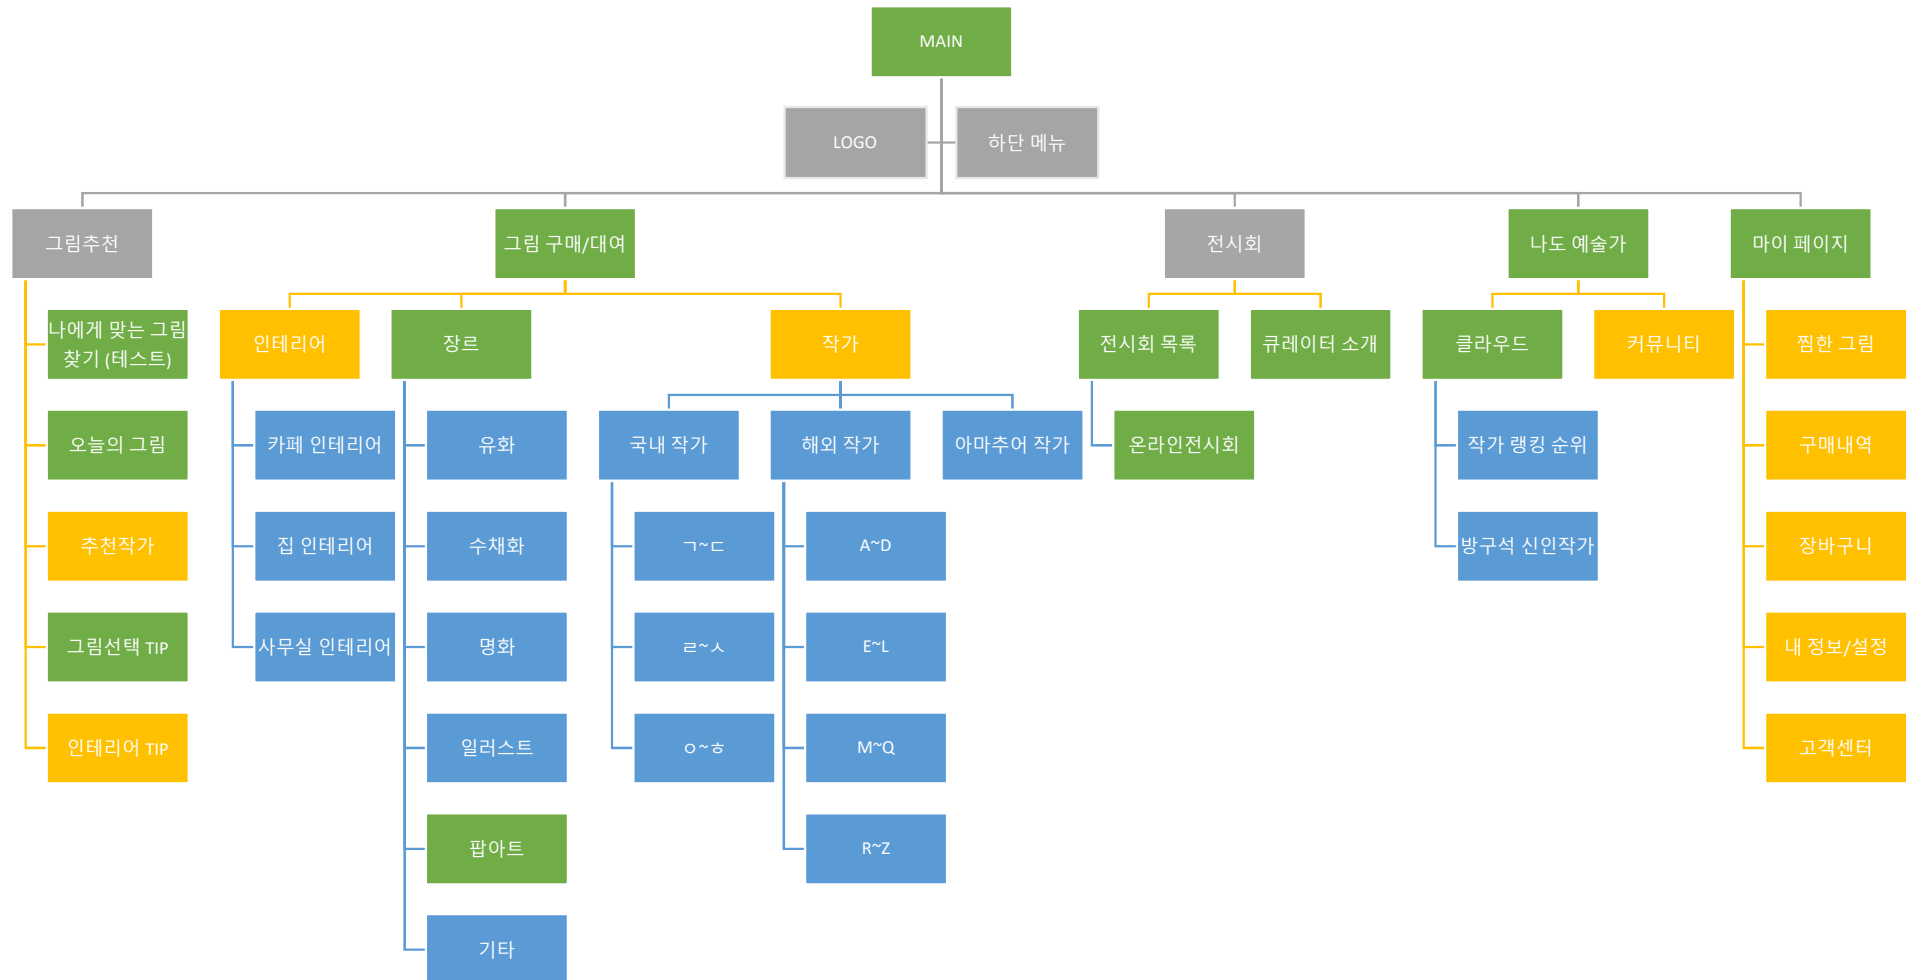 MAIN
LOGO
하단 메뉴
그림추천
그림 구매/대여
전시회
나도 예술가
마이 페이지
나에게 맞는 그림
찾기 (테스트)
인테리어
장르
작가
전시회 목록
큐레이터 소개
클라우드
커뮤니티
찜한 그림
오늘의 그림
카페 인테리어
유화
국내 작가
해외 작가
아마추어 작가
온라인전시회
작가 랭킹 순위
구매내역
추천작가
집 인테리어
수채화
ㄱ~ㄷ
A~D
방구석 신인작가
장바구니
그림선택 TIP
사무실 인테리어
명화
ㄹ~ㅅ
E~L
내 정보/설정
인테리어 TIP
일러스트
ㅇ~ㅎ
M~Q
고객센터
팝아트
R~Z
기타